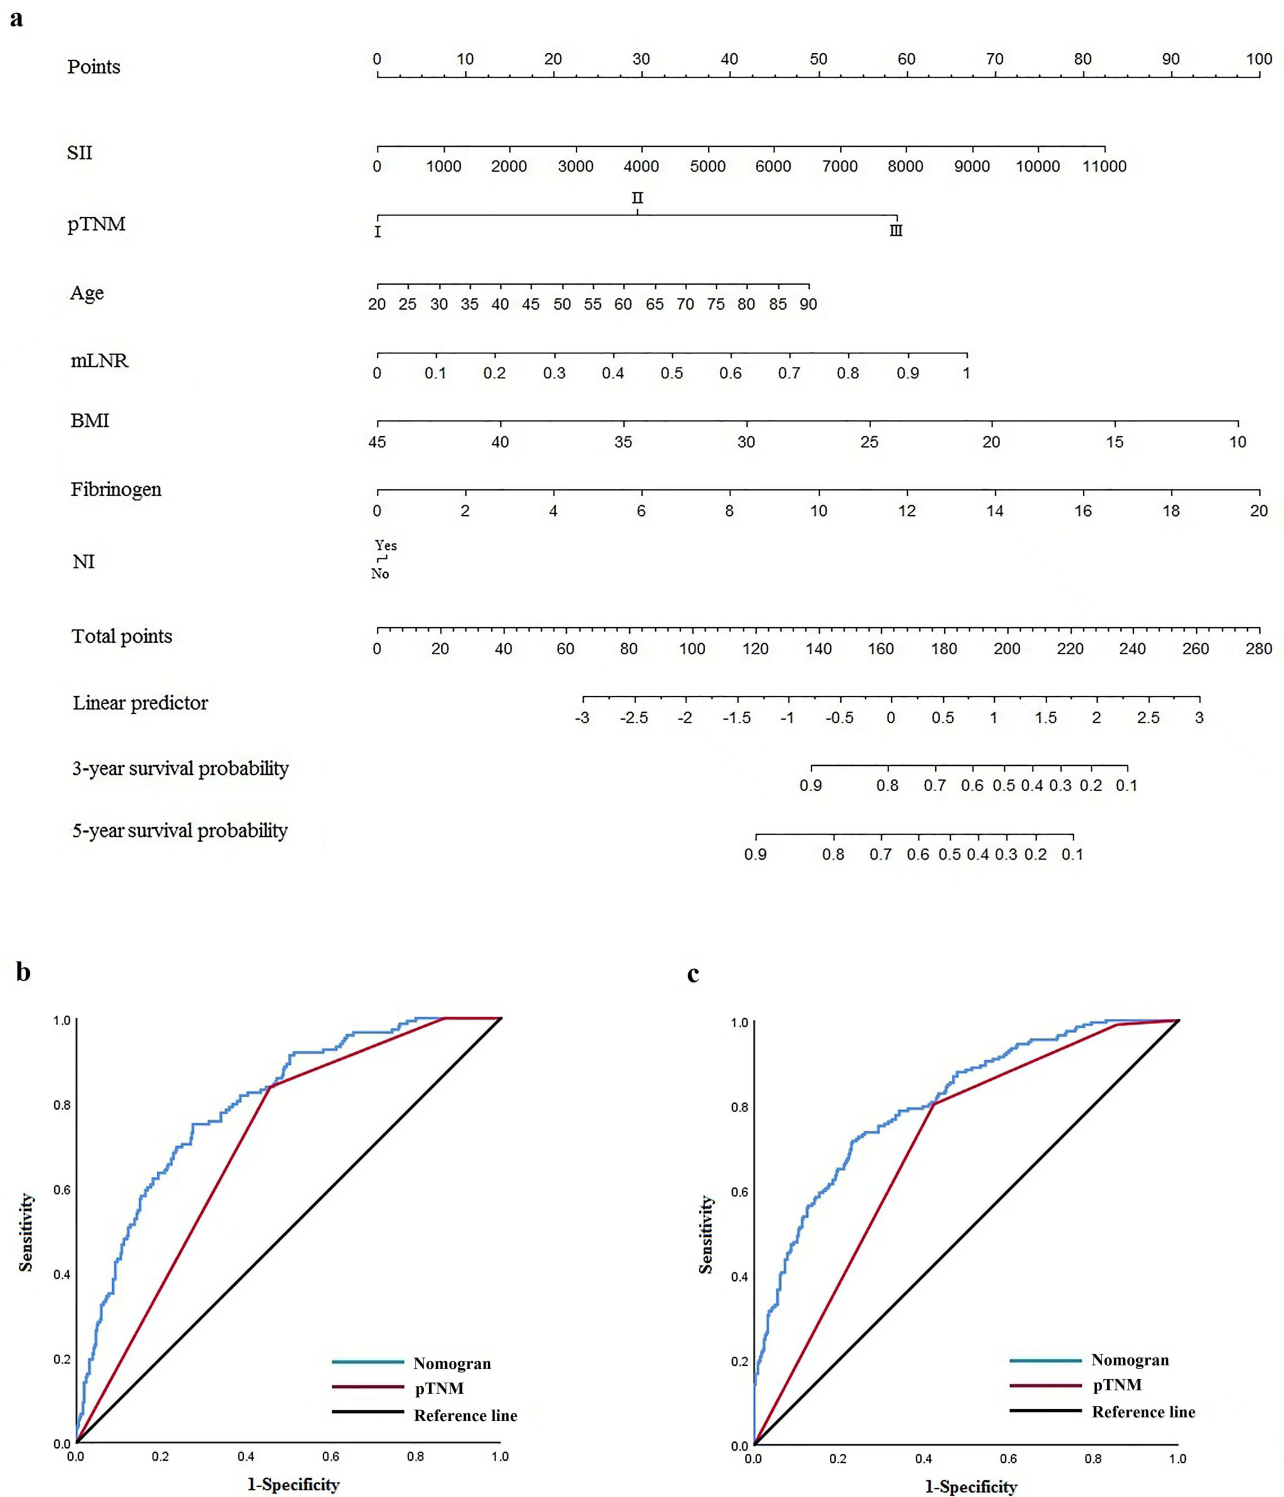 a
Points
0 10 20 30 40 50 60 70 80 90 100
SII
0 1000 2000 3000 4000 5000 6000 7000 8000 9000 10000 11000
pTNM
II
I III
Age
20 25 30 35 40 45 50 55 60 65 70 75 80 85 90
mLNR
0 0.1 0.2 0.3 0.4 0.5 0.6 0.7 0.8 0.9 1
BMI
45 40 35 30 25 20 15 10
Fibrinogen
0 2 4 6 8 10 12 14 16 18 20
NI
Yes
No
Total points
0 20 40 60 80 100 120 140 160 180 200 220 240 260 280
Linear predictor
-3 -2.5 -2 -1.5 -1 -0.5 0 0.5 1 1.5 2 2.5 3
3-year survival probability
0.9 0.8 0.7 0.6 0.5 0.4 0.3 0.2 0.1
5-year survival probability
0.9 0.8 0.7 0.6 0.5 0.4 0.3 0.2 0.1
b
1.0
0.8
0.6
0.4
0.2
0.0
Sensitivity
0.0 0.2 0.4 0.6 0.8 1.0
1-Specificity
Nomogran
pTNM
Reference line
c
1.0
0.8
0.6
0.4
0.2
0.0
Sensitivity
0.0 0.2 0.4 0.6 0.8 1.0
1-Specificity
Nomogran
pTNM
Reference line